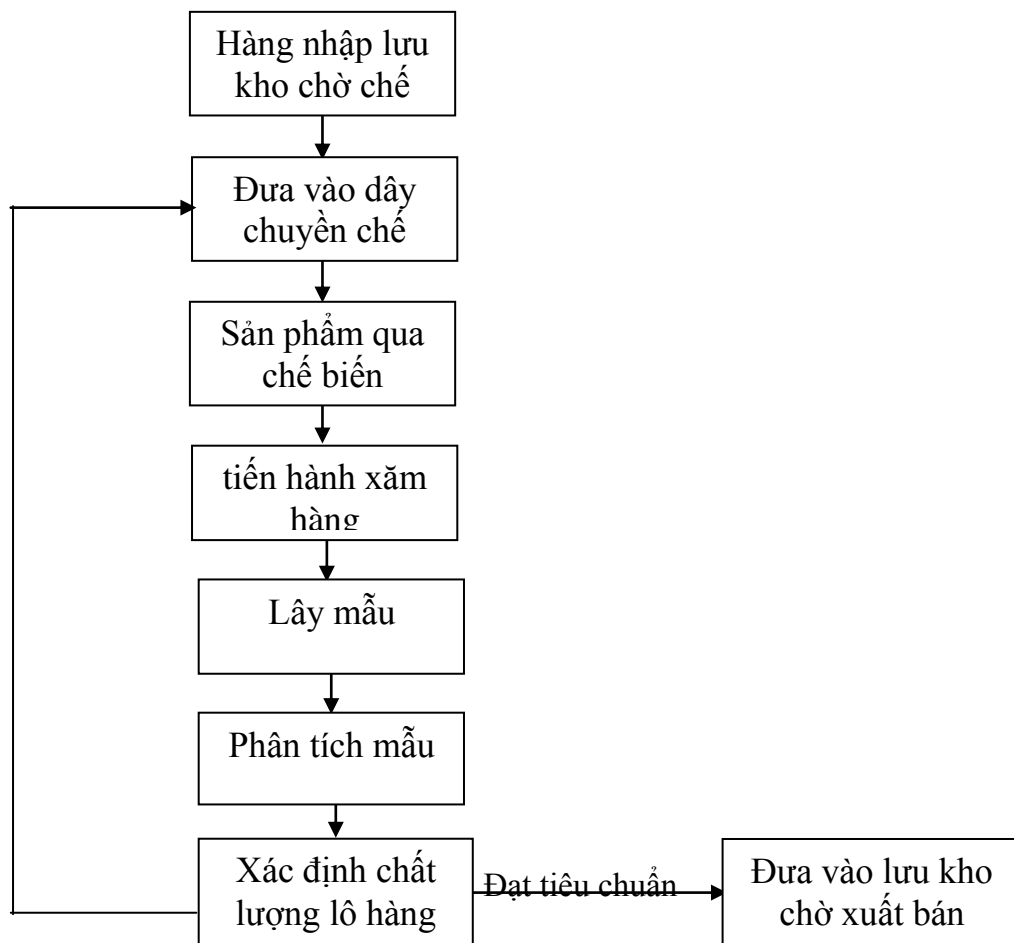 Hàng nhập lưu
kho chờ chế
Đưa vào dây
chuyền chế
Sản phẩm qua
chế biến
tiến hành xăm
hàng
Lây mẫu
Phân tích mẫu
Xác định chất
lượng lô hàng
Đạt tiêu chuẩn
Đưa vào lưu kho
chờ xuất bán